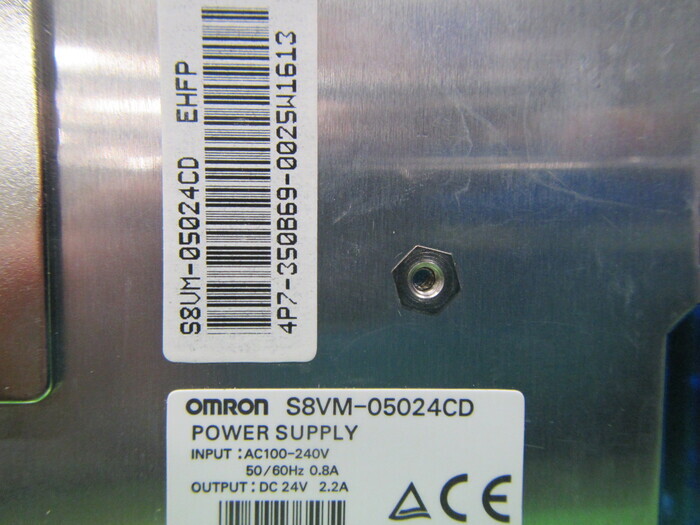 S8VM-05024CD EHFP
4P7-350B69-0025W1613
OMRON S8VM-05024CD
POWER SUPPLY
INPUT : AC100-240V
50/60Hz 0.8A
OUTPUT : DC 24V 2.2A
CE